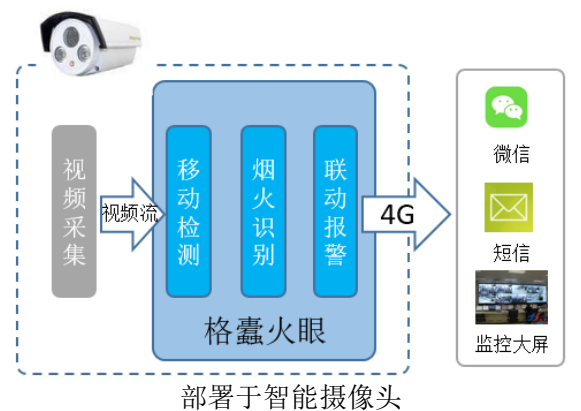 视频采集
视频流
移动检测
烟火识别
联动报警
4G
格蠹火眼
微信
短信
监控大屏
部署于智能摄像头